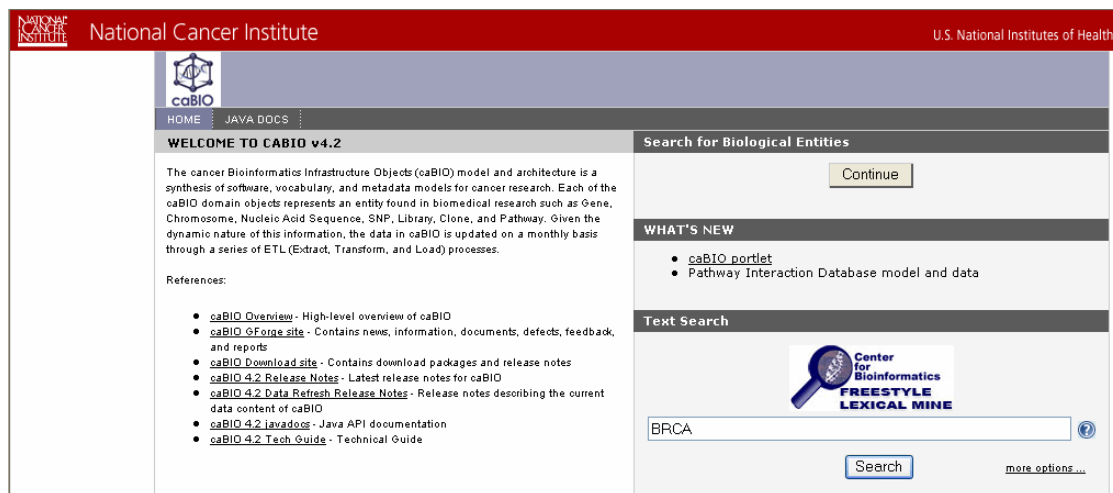 NATIONAL
CANCER
INSTITUTE
National Cancer Institute
U.S. National Institutes of Health
caBIO
HOME
JAVA DOCS
WELCOME TO CABIO v4.2
The cancer Bioinformatics Infrastructure Objects (caBIO) model and architecture is a
synthesis of software, vocabulary, and metadata models for cancer research. Each of the
caBIO domain objects represents an entity found in biomedical research such as Gene,
Chromosome, Nucleic Acid Sequence, SNP, Library, Clone, and Pathway. Given the
dynamic nature of this information, the data in caBIO is updated on a monthly basis
through a series of ETL (Extract, Transform, and Load) processes.
References:
caBIO Overview - High-level overview of caBIO
caBIO GForge site - Contains news, information, documents, defects, feedback,
and reports
caBIO Download site - Contains download packages and release notes
caBIO 4.2 Release Notes - Latest release notes for caBIO
caBIO 4.2 Data Refresh Release Notes - Release notes describing the current
data content of caBIO
caBIO 4.2 javadocs - Java API documentation
caBIO 4.2 Tech Guide - Technical Guide
Search for Biological Entities
Continue
WHAT'S NEW
caBIO portlet
Pathway Interaction Database model and data
Text Search
Center
for
Bioinformatics
FREESTYLE
LEXICAL MINE
BRCA
?
Search
more options ...